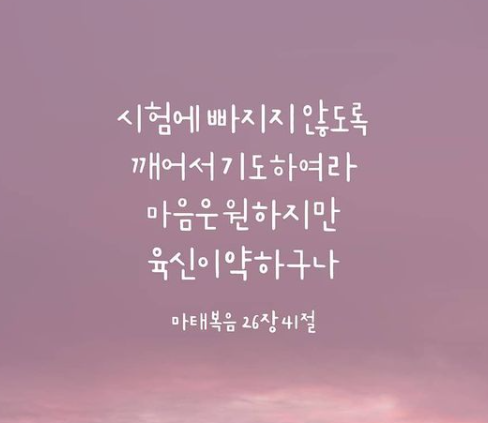 시험에 빠지지 않도록
깨어서 기도하여라
마음은 원하지만
육신이 약하구나
마태복음 26장 41절